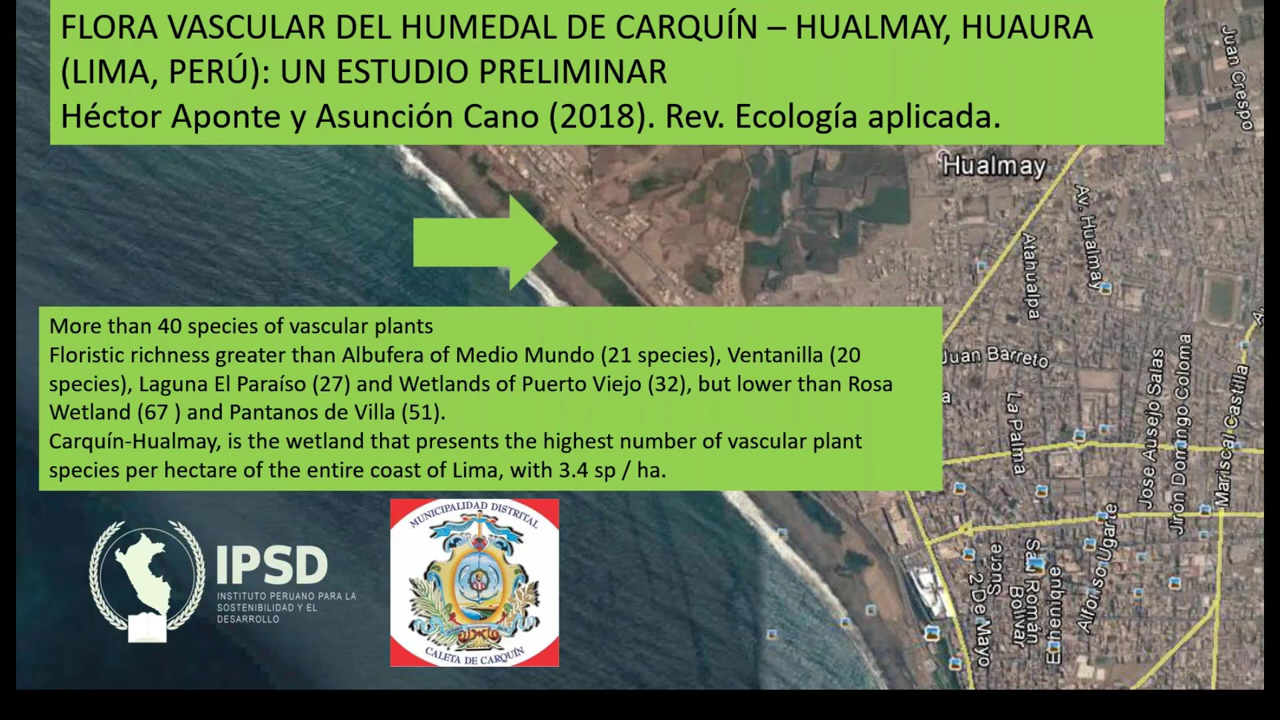 FLORA VASCULAR DEL HUMEDAL DE CARQUÍN – HUALMAY, HUAURA
(LIMA, PERÚ): UN ESTUDIO PRELIMINAR
Héctor Aponte y Asunción Cano (2018). Rev. Ecología aplicada.
Juan Crespo
Hualmay
Av. Hualmay
Atahualpa
More than 40 species of vascular plants
Floristic richness greater than Albufera of Medio Mundo (21 species), Ventanilla (20
species), Laguna El Paraíso (27) and Wetlands of Puerto Viejo (32), but lower than Rosa
Wetland (67 ) and Pantanos de Villa (51).
Carquín-Hualmay, is the wetland that presents the highest number of vascular plant
species per hectare of the entire coast of Lima, with 3.4 sp / ha.
Juan Barreto
La Palma
Jose Ausejo Salas
Jirón Domingo Coloma
Mariscal Castilla
A.
a
Alfonso Ugarte
Sucre
2 De Mayo
San Román
Bolivar
Echenique
IPSD
INSTITUTO PERUANO PARA LA
SOSTENIBILIDAD Y EL
DESARROLLO
MUNICIPALIDAD DISTRITAL
CALETA DE CARQUÍN